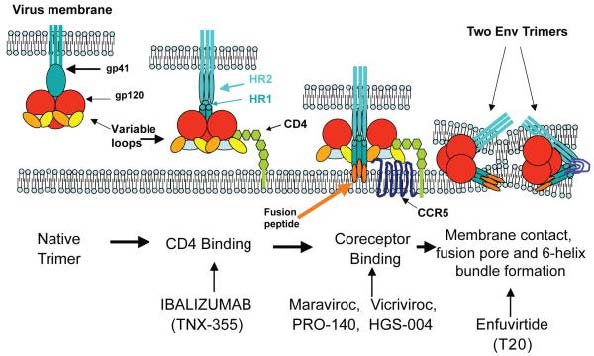 Virus membrane
Two Env Trimers
gp41
HR2
HR1
gp120
CD4
Variable
loops
Fusion
peptide
CCR5
Native
Trimer
CD4 Binding
Coreceptor
Binding
Membrane contact,
fusion pore and 6-helix
bundle formation
IBALIZUMAB
(TNX-355)
Maraviroc, Vicriviroc,
PRO-140, HGS-004
Enfuvirtide
(T20)